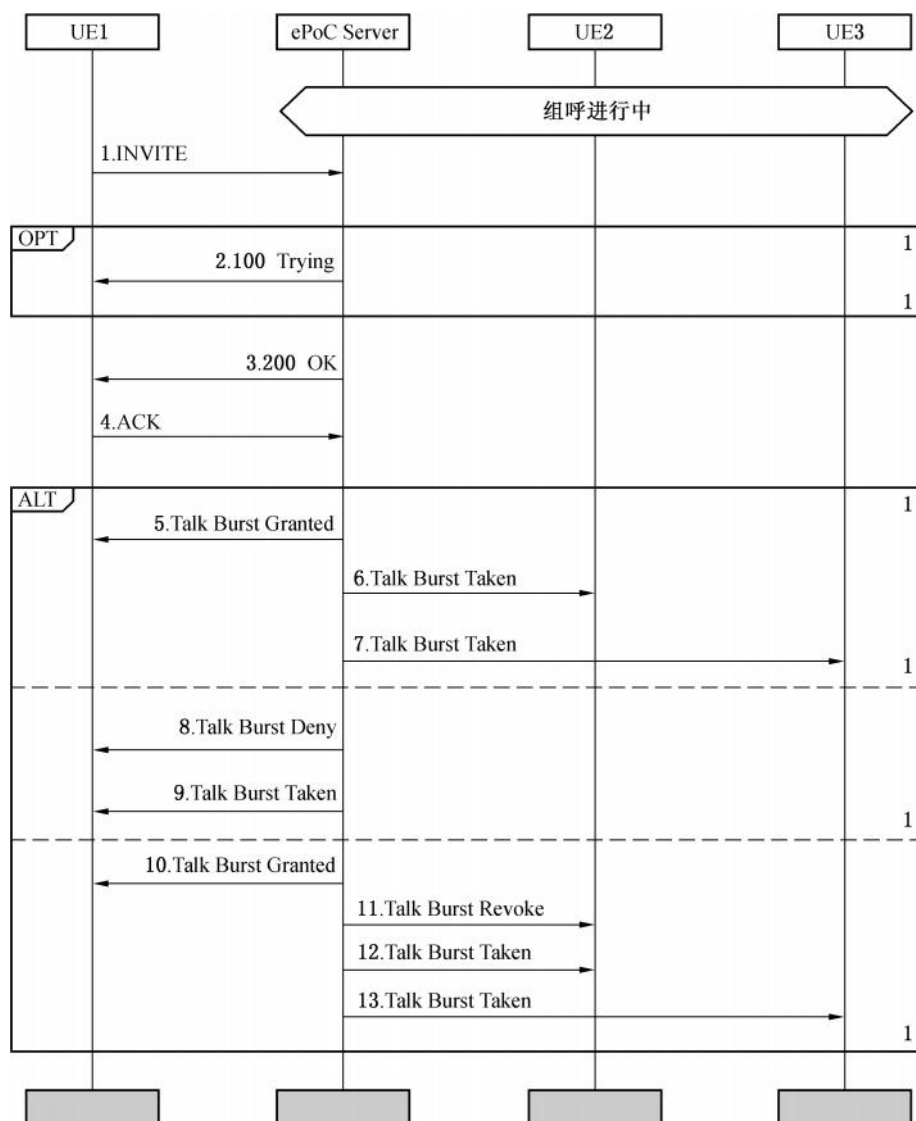 UE1 ePoC Server UE2 UE3
组呼进行中
1.INVITE
OPT 1
2.100 Trying
1
3.200 OK
4.ACK
ALT 1
5.Talk Burst Granted
6.Talk Burst Taken
7.Talk Burst Taken
1
8.Talk Burst Deny
9.Talk Burst Taken
1
10.Talk Burst Granted
11.Talk Burst Revoke
12.Talk Burst Taken
13.Talk Burst Taken
1